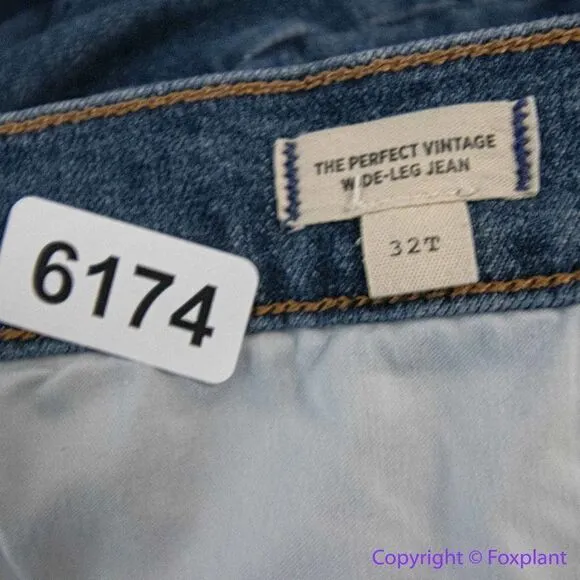 THE PERFECT VINTAGE
WIDE-LEG JEAN
32T
6174
Copyright © Foxplant